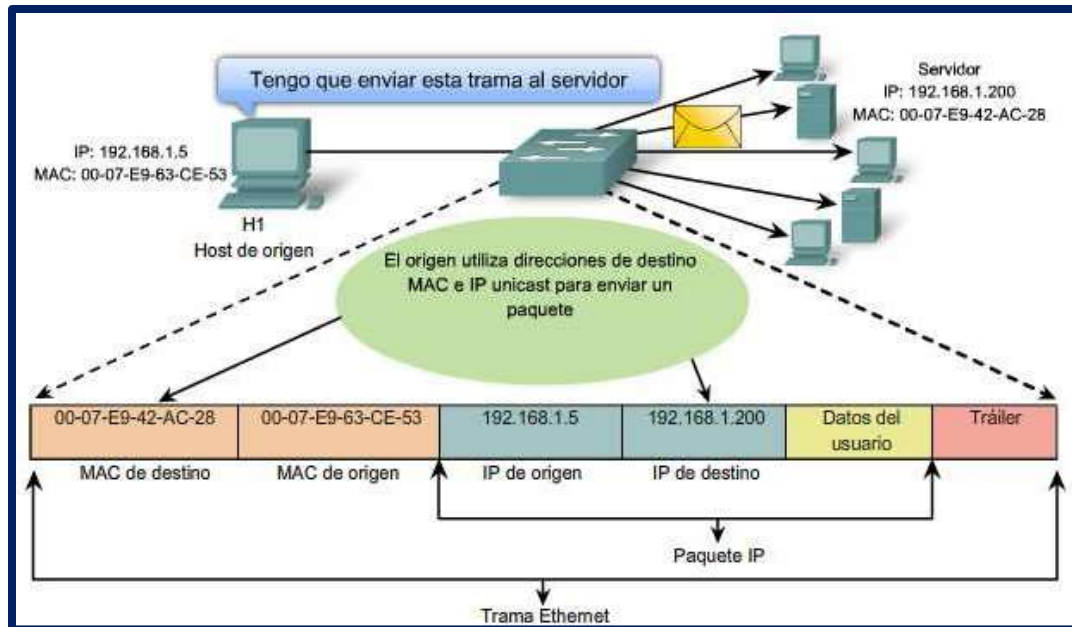 Tengo que enviar esta trama al servidor
Servidor
IP: 192.168.1.200
MAC: 00-07-E9-42-AC-28
IP: 192.168.1.5
MAC: 00-07-E9-63-CE-53
H1
Host de origen
El origen utiliza direcciones de destino
MAC e IP unicast para enviar un
paquete
00-07-E9-42-AC-28
00-07-E9-63-CE-53
192.168.1.5
192.168.1.200
Datos del
usuario
Tráiler
MAC de destino
MAC de origen
IP de origen
IP de destino
Paquete IP
Trama Ethernet